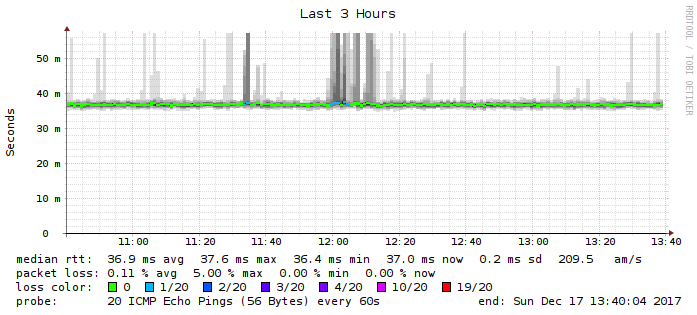 Last 3 Hours
RRDTOOL / TOBI OETIKER
Seconds
50 m
40 m
30 m
20 m
10 m
0
11:00 11:20 11:40 12:00 12:20 12:40 13:00 13:20 13:40
median rtt: 36.9 ms avg 37.6 ms max 36.4 ms min 37.0 ms now 0.2 ms sd 209.5 am/s
packet loss: 0.11 % avg 5.00 % max 0.00 % min 0.00 % now
loss color: 0 1/20 2/20 3/20 4/20 10/20 19/20
probe: 20 ICMP Echo Pings (56 Bytes) every 60s end: Sun Dec 17 13:40:04 2017